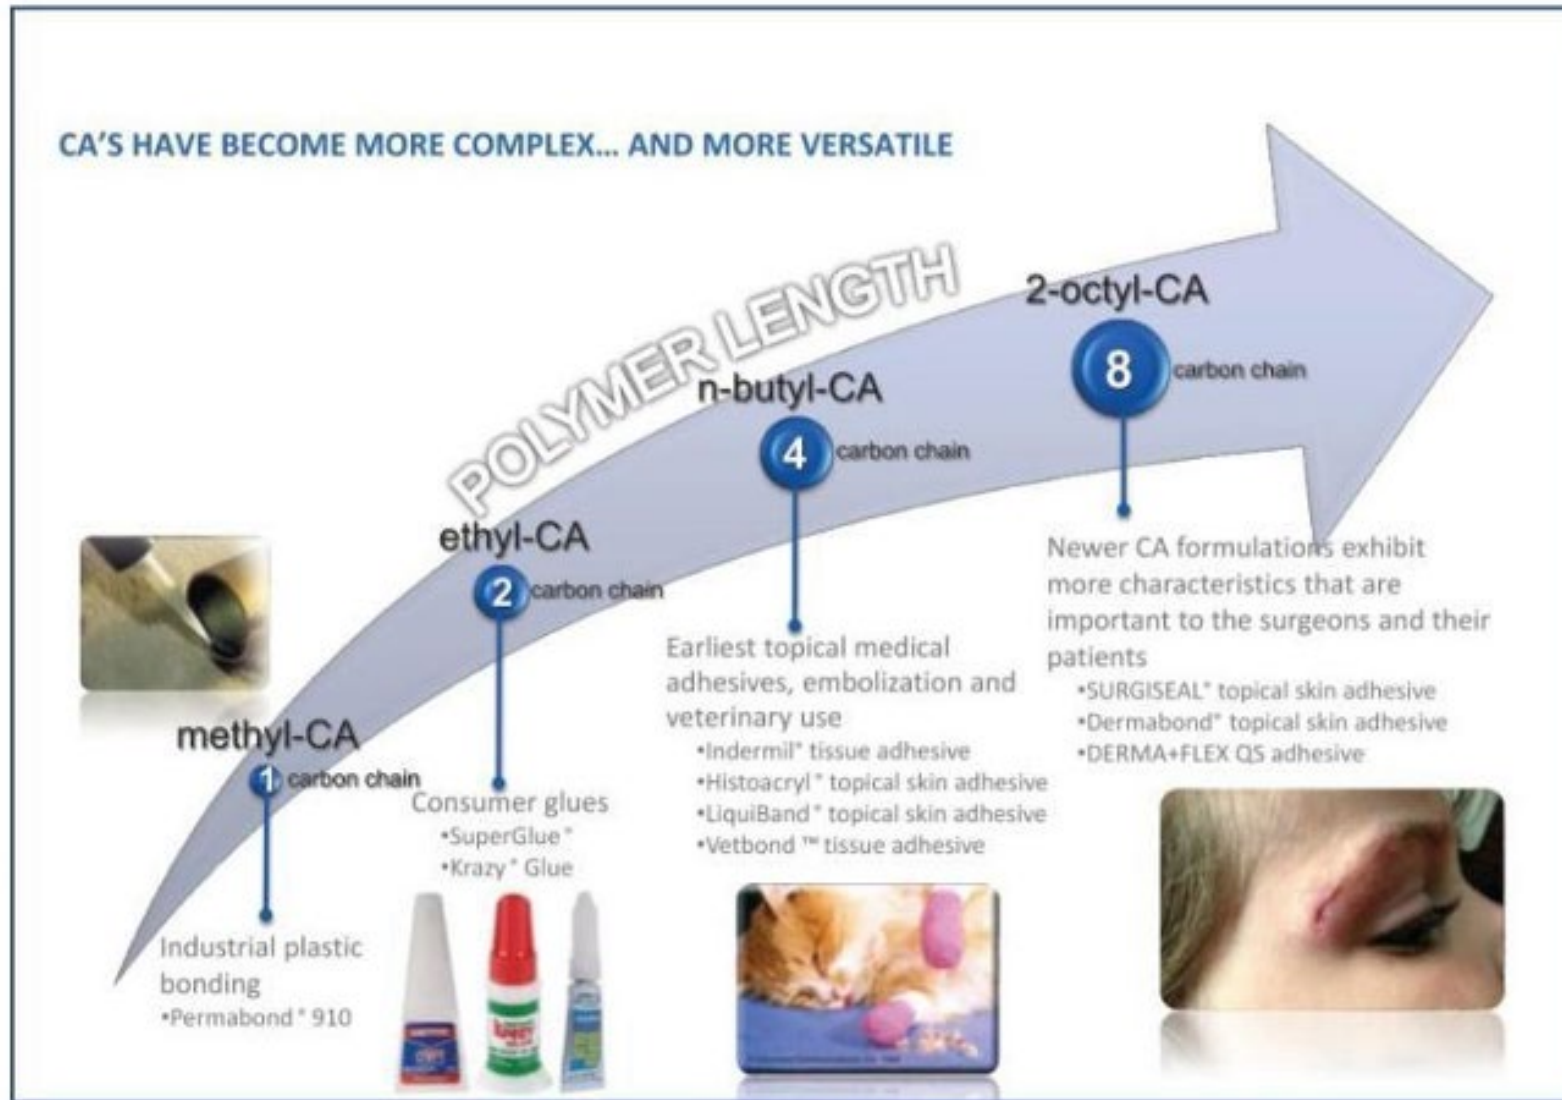 CA'S HAVE BECOME MORE COMPLEX... AND MORE VERSATILE
POLYMER LENGTH
methyl-CA
1 carbon chain
Industrial plastic
bonding
•Permabond® 910
ethyl-CA
2 carbon chain
Consumer glues
•SuperGlue®
•Krazy® Glue
n-butyl-CA
4 carbon chain
Earliest topical medical
adhesives, embolization and
veterinary use
•Indermil® tissue adhesive
•Histoacryl® topical skin adhesive
•LiquiBand® topical skin adhesive
•Vetbond ™ tissue adhesive
2-octyl-CA
8 carbon chain
Newer CA formulations exhibit
more characteristics that are
important to the surgeons and their
patients
•SURGISEAL® topical skin adhesive
•Dermabond® topical skin adhesive
•DERMA+FLEX QS adhesive